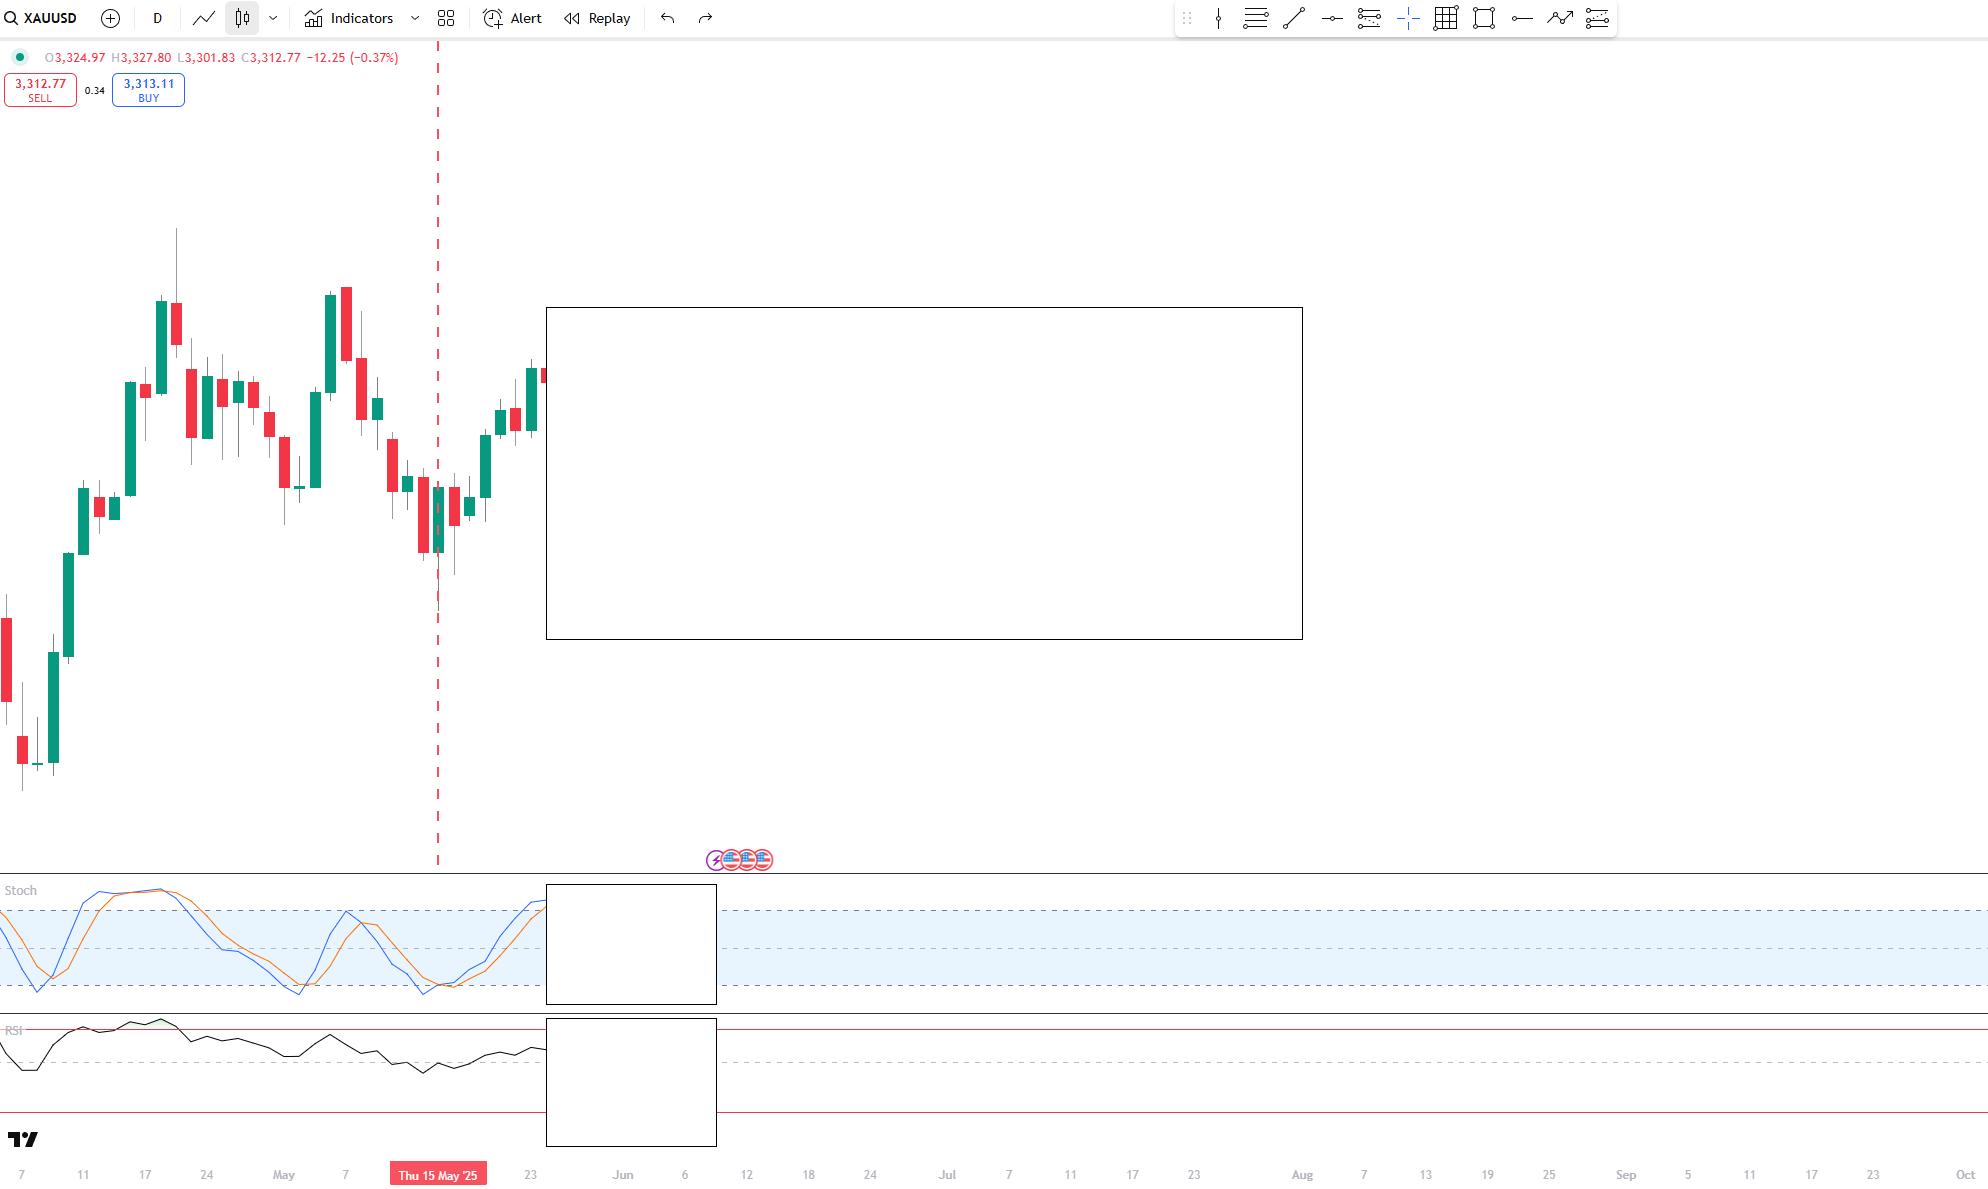 XAUUSD D Indicators Alert Replay
O3,324.97 H3,327.80 L3,301.83 C3,312.77 −12.25 (−0.37%)
3,312.77 0.34 3,313.11
SELL BUY
Stoch
RSI
7 11 17 24 May 7 Thu 15 May '25 23 Jun 6 12 18 24 Jul 7 11 17 23 Aug 7 13 19 25 Sep 5 11 17 23 Oct